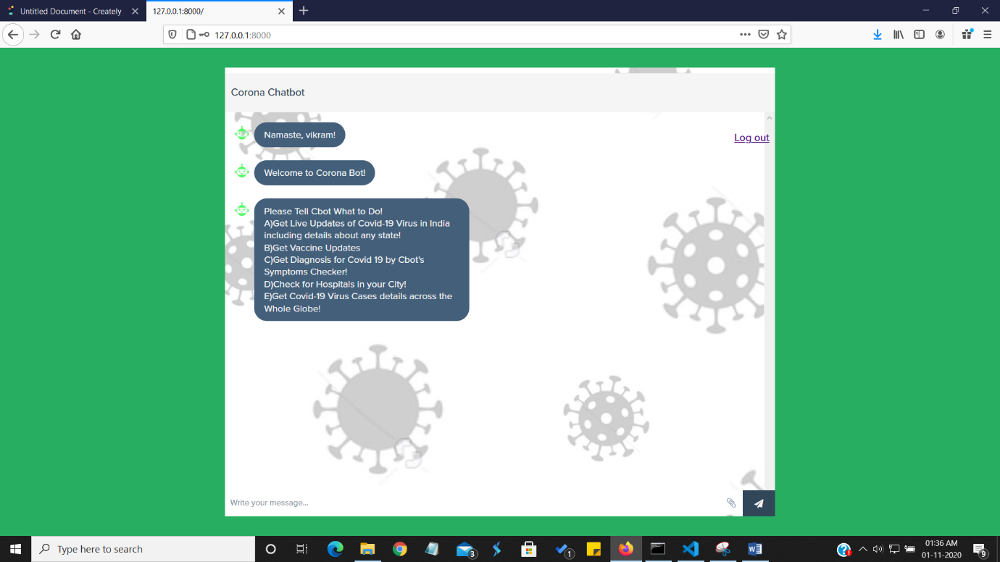 Untitled Document - Creately
127.0.0.1:8000/
127.0.0.1:8000
Corona Chatbot
Namaste, vikram!
Log out
Welcome to Corona Bot!
Please Tell Cbot What to Do!
A)Get Live Updates of Covid-19 Virus in India
including details about any state!
B)Get Vaccine Updates
C)Get Diagnosis for Covid 19 by Cbot's
Symptoms Checker!
D)Check for Hospitals in your City!
E)Get Covid-19 Virus Cases details across the
Whole Globe!
Write your message...
Type here to search
3
1
01:36 AM
01-11-2020
9